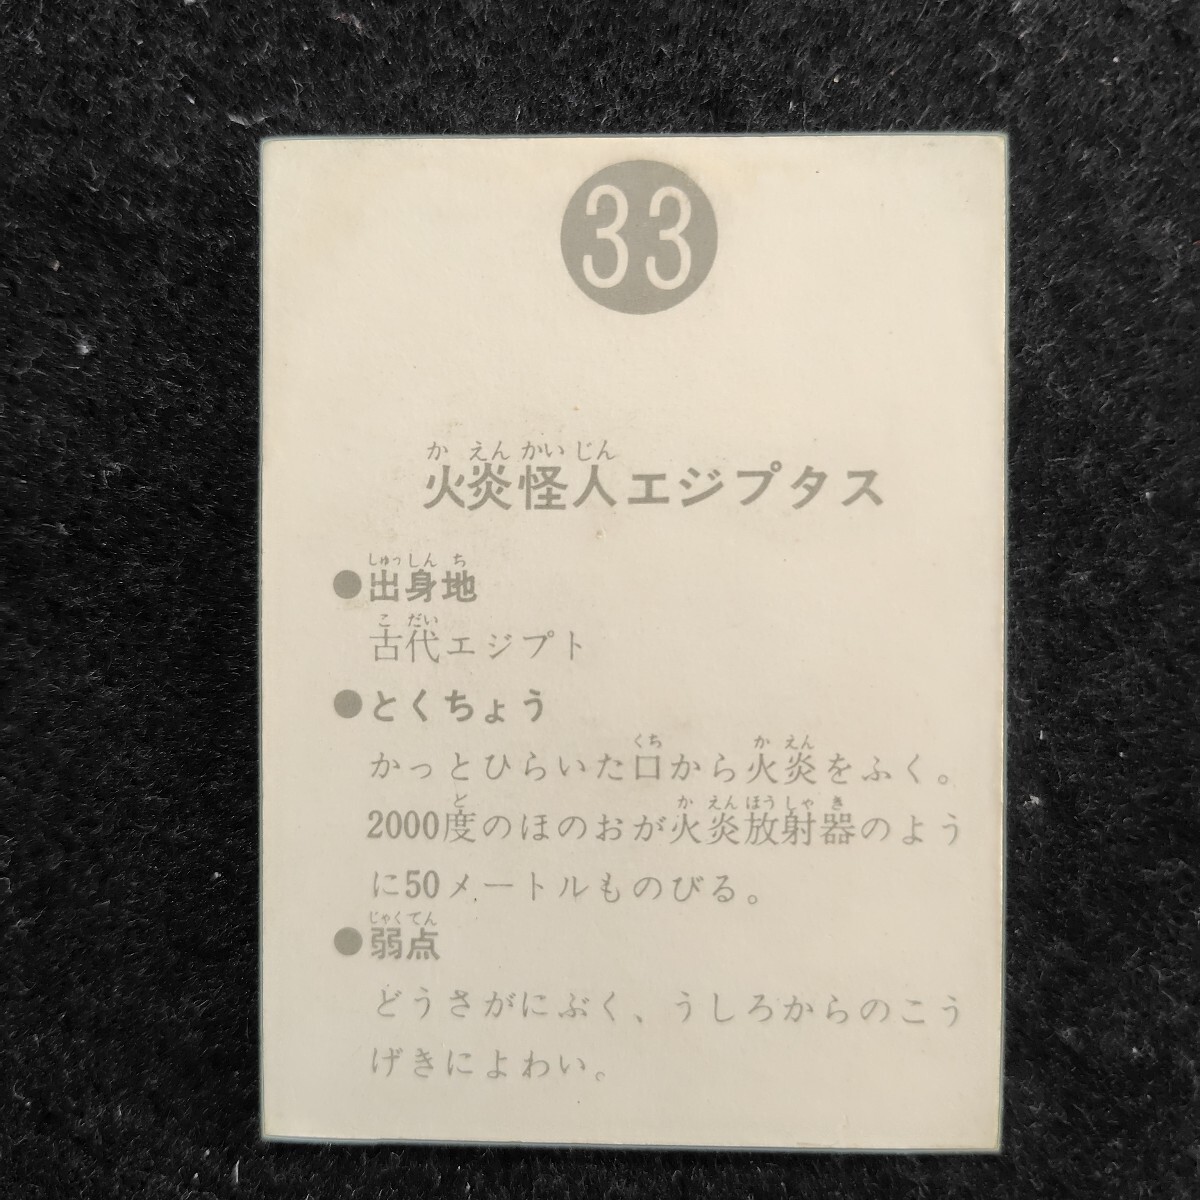 33
か えん かい じん
火炎怪人エジプタス
しゅっ しん ち
●出身地
こ だい
古代エジプト
●とくちょう
くち か えん
かっとひらいた口から火炎をふく。
ど か えん ほう しゃ き
2000度のほのおが火炎放射器のよう
に50メートルものびる。
じゃく てん
●弱点
どうさがにぶく、うしろからのこう
げきによわい。